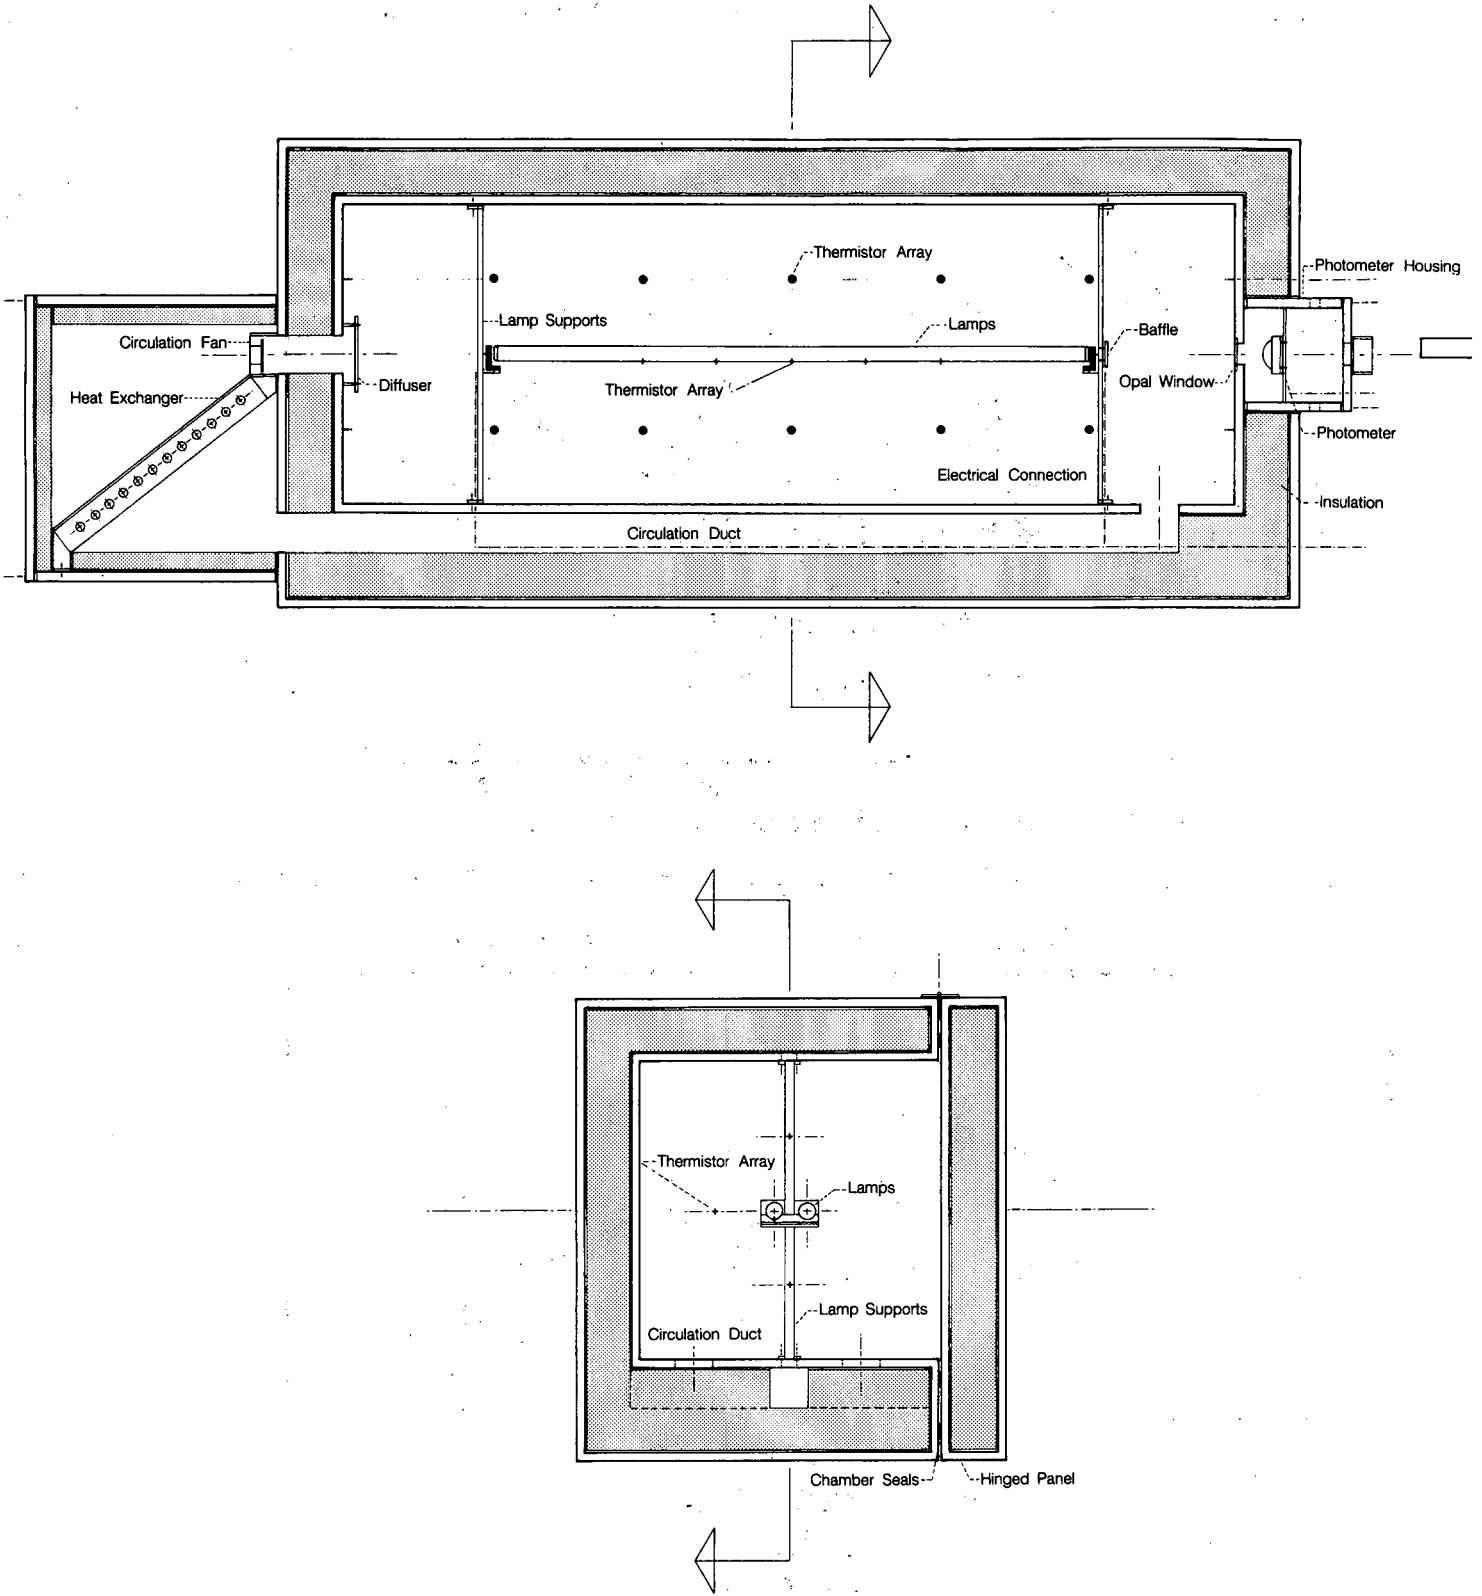 Thermistor Array
Photometer Housing
Lamp Supports
Lamps
Baffle
Circulation Fan
Diffuser
Opal Window
Thermistor Array
Heat Exchanger
Photometer
Electrical Connection
Insulation
Circulation Duct
Thermistor Array
Lamps
Lamp Supports
Circulation Duct
Chamber Seals
Hinged Panel